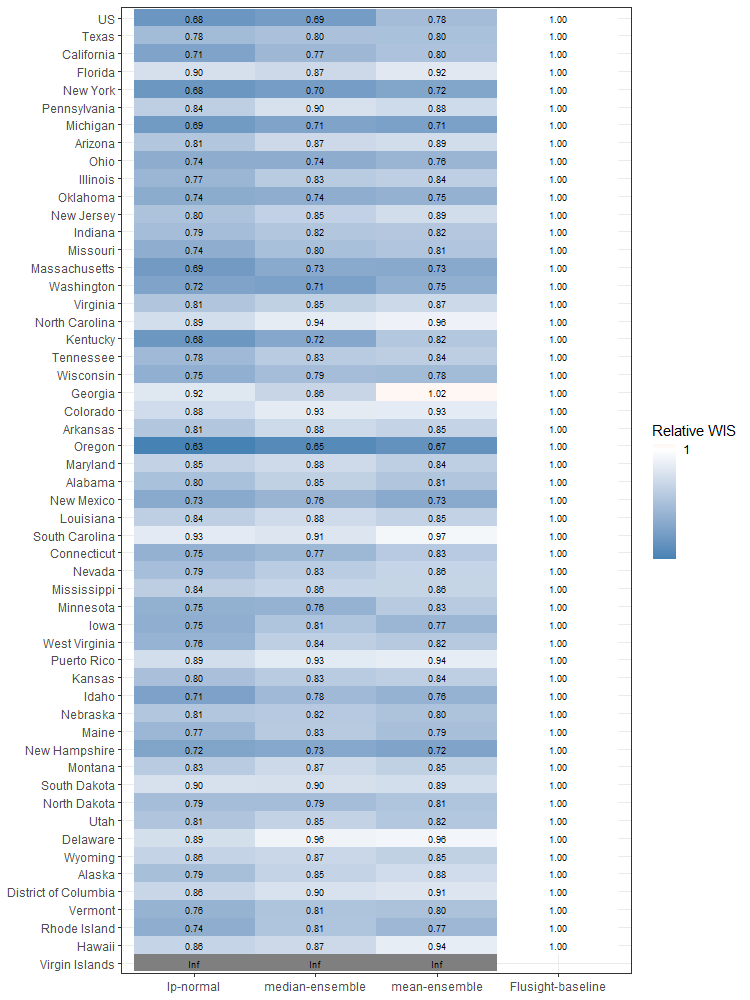 US 0.68 0.69 0.78 1.00
Texas 0.78 0.80 0.80 1.00
California 0.71 0.77 0.80 1.00
Florida 0.90 0.87 0.92 1.00
New York 0.68 0.70 0.72 1.00
Pennsylvania 0.84 0.90 0.88 1.00
Michigan 0.69 0.71 0.71 1.00
Arizona 0.81 0.87 0.89 1.00
Ohio 0.74 0.74 0.76 1.00
Illinois 0.77 0.83 0.84 1.00
Oklahoma 0.74 0.74 0.75 1.00
New Jersey 0.80 0.85 0.89 1.00
Indiana 0.79 0.82 0.82 1.00
Missouri 0.74 0.80 0.81 1.00
Massachusetts 0.69 0.73 0.73 1.00
Washington 0.72 0.71 0.75 1.00
Virginia 0.81 0.85 0.87 1.00
North Carolina 0.89 0.94 0.96 1.00
Kentucky 0.68 0.72 0.82 1.00
Tennessee 0.78 0.83 0.84 1.00
Wisconsin 0.75 0.79 0.78 1.00
Georgia 0.92 0.86 1.02 1.00
Colorado 0.88 0.93 0.93 1.00
Arkansas 0.81 0.88 0.85 1.00
Oregon 0.63 0.65 0.67 1.00
Maryland 0.85 0.88 0.84 1.00
Alabama 0.80 0.85 0.81 1.00
New Mexico 0.73 0.76 0.73 1.00
Louisiana 0.84 0.88 0.85 1.00
South Carolina 0.93 0.91 0.97 1.00
Connecticut 0.75 0.77 0.83 1.00
Nevada 0.79 0.83 0.86 1.00
Mississippi 0.84 0.86 0.86 1.00
Minnesota 0.75 0.76 0.83 1.00
Iowa 0.75 0.81 0.77 1.00
West Virginia 0.76 0.84 0.82 1.00
Puerto Rico 0.89 0.93 0.94 1.00
Kansas 0.80 0.83 0.84 1.00
Idaho 0.71 0.78 0.76 1.00
Nebraska 0.81 0.82 0.80 1.00
Maine 0.77 0.83 0.79 1.00
New Hampshire 0.72 0.73 0.72 1.00
Montana 0.83 0.87 0.85 1.00
South Dakota 0.90 0.90 0.89 1.00
North Dakota 0.79 0.79 0.81 1.00
Utah 0.81 0.85 0.82 1.00
Delaware 0.89 0.96 0.96 1.00
Wyoming 0.86 0.87 0.85 1.00
Alaska 0.79 0.85 0.88 1.00
District of Columbia 0.86 0.90 0.91 1.00
Vermont 0.76 0.81 0.80 1.00
Rhode Island 0.74 0.81 0.77 1.00
Hawaii 0.86 0.87 0.94 1.00
Virgin Islands Inf Inf Inf
lp-normal median-ensemble mean-ensemble Flusight-baseline
Relative WIS
1